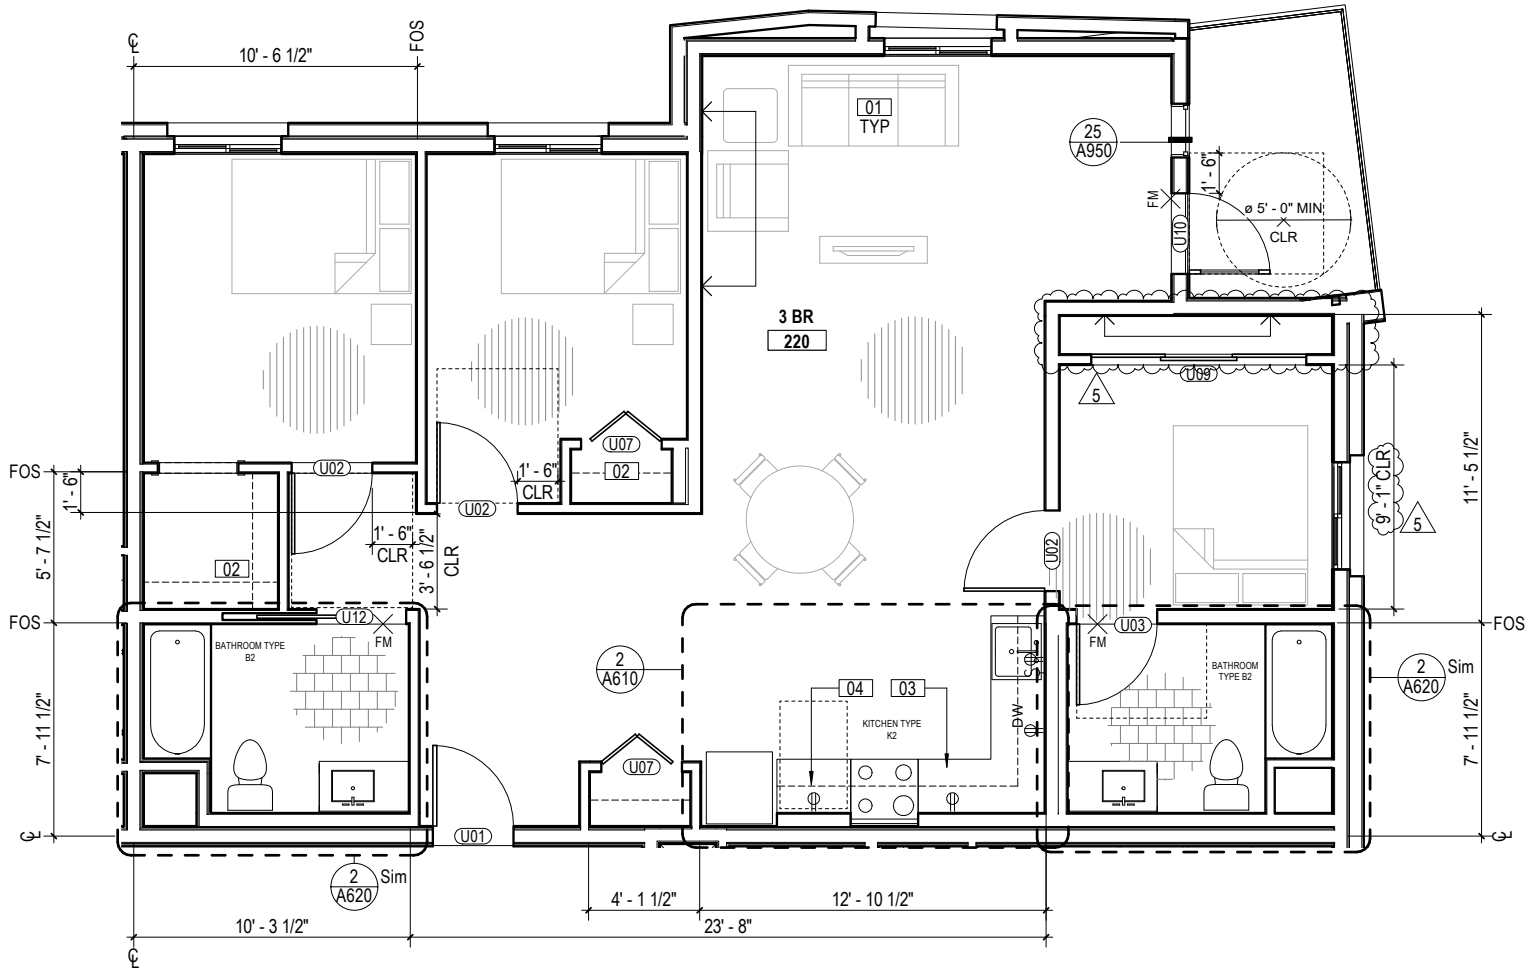 ℄
10' - 6 1/2"
FOS
01
TYP
25
A950
1' - 6"
FM
ø 5' - 0" MIN
CLR
U10
3 BR
220
U09
5
U07
02
1' - 6"
CLR
U02
FOS
1' - 6"
U02
5' - 7 1/2"
02
1' - 6"
CLR
3' - 6 1/2"
CLR
U02
9' - 1" CLR
5
11' - 5 1/2"
FOS
U12
FM
BATHROOM TYPE
B2
2
A610
04
03
KITCHEN TYPE
K2
DW
FM
U03
BATHROOM
TYPE B2
2
A620
Sim
FOS
7' - 11 1/2"
7' - 11 1/2"
U07
U01
℄
℄
2
A620
Sim
4' - 1 1/2"
12' - 10 1/2"
10' - 3 1/2"
23' - 8"
℄